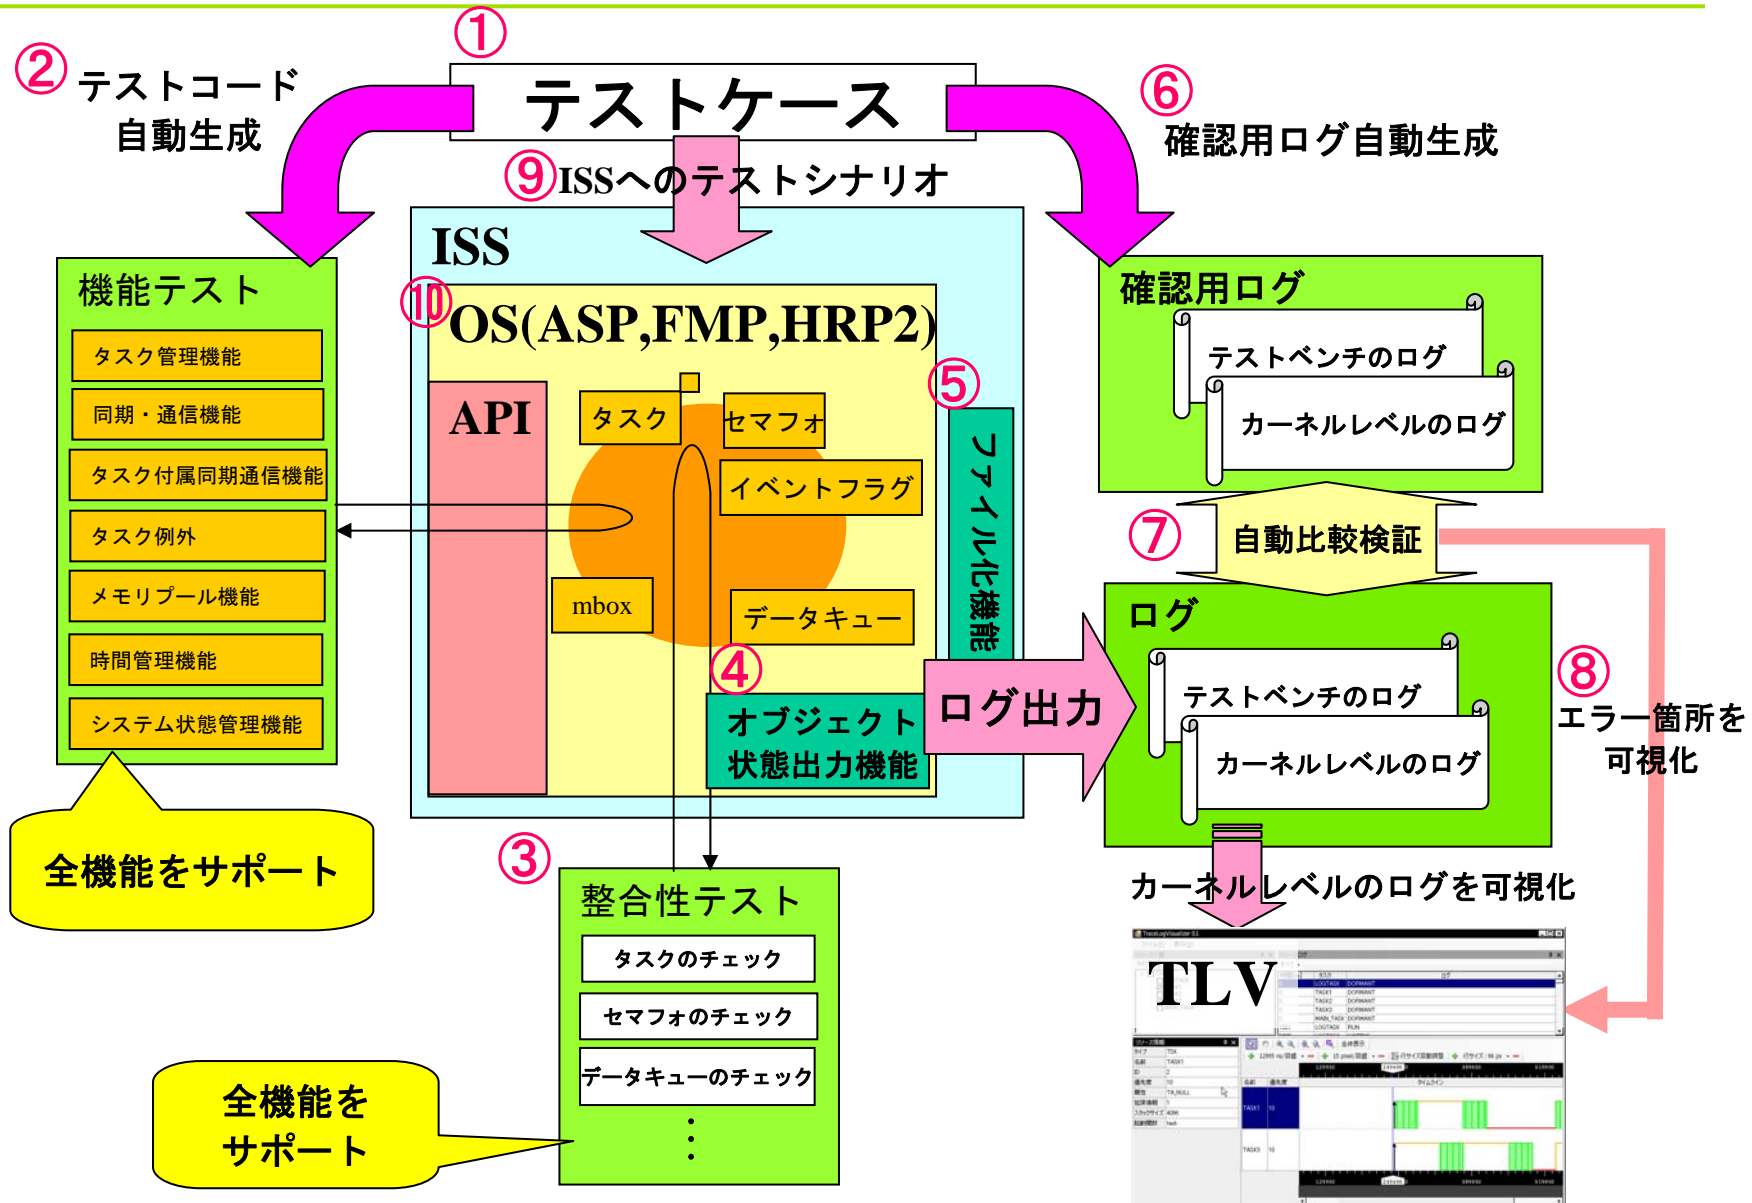 ①
テストケース
②
テストコード
自動生成
⑥
確認用ログ自動生成
⑨ISSへのテストシナリオ
ISS
⑩
OS(ASP,FMP,HRP2)
API
タスク
セマフォ
イベントフラグ
mbox
データキュー
④
オブジェクト
状態出力機能
⑤
ファイル化機能
ログ出力
機能テスト
タスク管理機能
同期・通信機能
タスク付属同期通信機能
タスク例外
メモリプール機能
時間管理機能
システム状態管理機能
全機能をサポート
③
整合性テスト
タスクのチェック
セマフォのチェック
データキューのチェック
⋮
全機能を
サポート
確認用ログ
テストベンチのログ
カーネルレベルのログ
⑦
自動比較検証
ログ
テストベンチのログ
カーネルレベルのログ
⑧
エラー箇所を
可視化
カーネルレベルのログを可視化
TLV